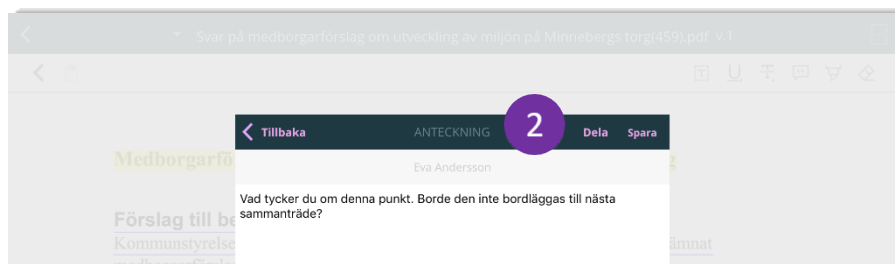 Svar på medborgarförslag om utveckling av miljön på Minnebergs torg(459).pdf v.1
Tillbaka ANTECKNING 2 Dela Spara
Medborgarfö
Eva Andersson
Vad tycker du om denna punkt. Borde den inte bordläggas till nästa
sammanträde?
Förslag till be
Kommunstyrelse ämnat